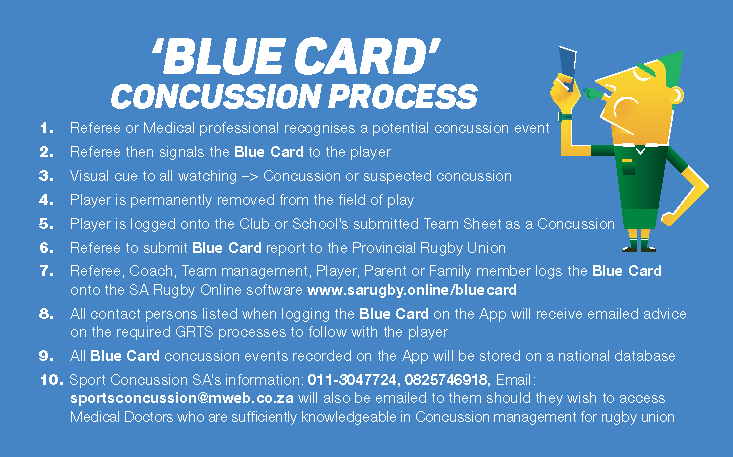 ‘BLUE CARD’
CONCUSSION PROCESS
1. Referee or Medical professional recognises a potential concussion event
2. Referee then signals the Blue Card to the player
3. Visual cue to all watching –> Concussion or suspected concussion
4. Player is permanently removed from the field of play
5. Player is logged onto the Club or School's submitted Team Sheet as a Concussion
6. Referee to submit Blue Card report to the Provincial Rugby Union
7. Referee, Coach, Team management, Player, Parent or Family member logs the Blue Card
onto the SA Rugby Online software www.sarugby.online/bluecard
8. All contact persons listed when logging the Blue Card on the App will receive emailed advice
on the required GRTS processes to follow with the player
9. All Blue Card concussion events recorded on the App will be stored on a national database
10. Sport Concussion SA's information: 011-3047724, 0825746918, Email:
sportsconcussion@mweb.co.za will also be emailed to them should they wish to access
Medical Doctors who are sufficiently knowledgeable in Concussion management for rugby union